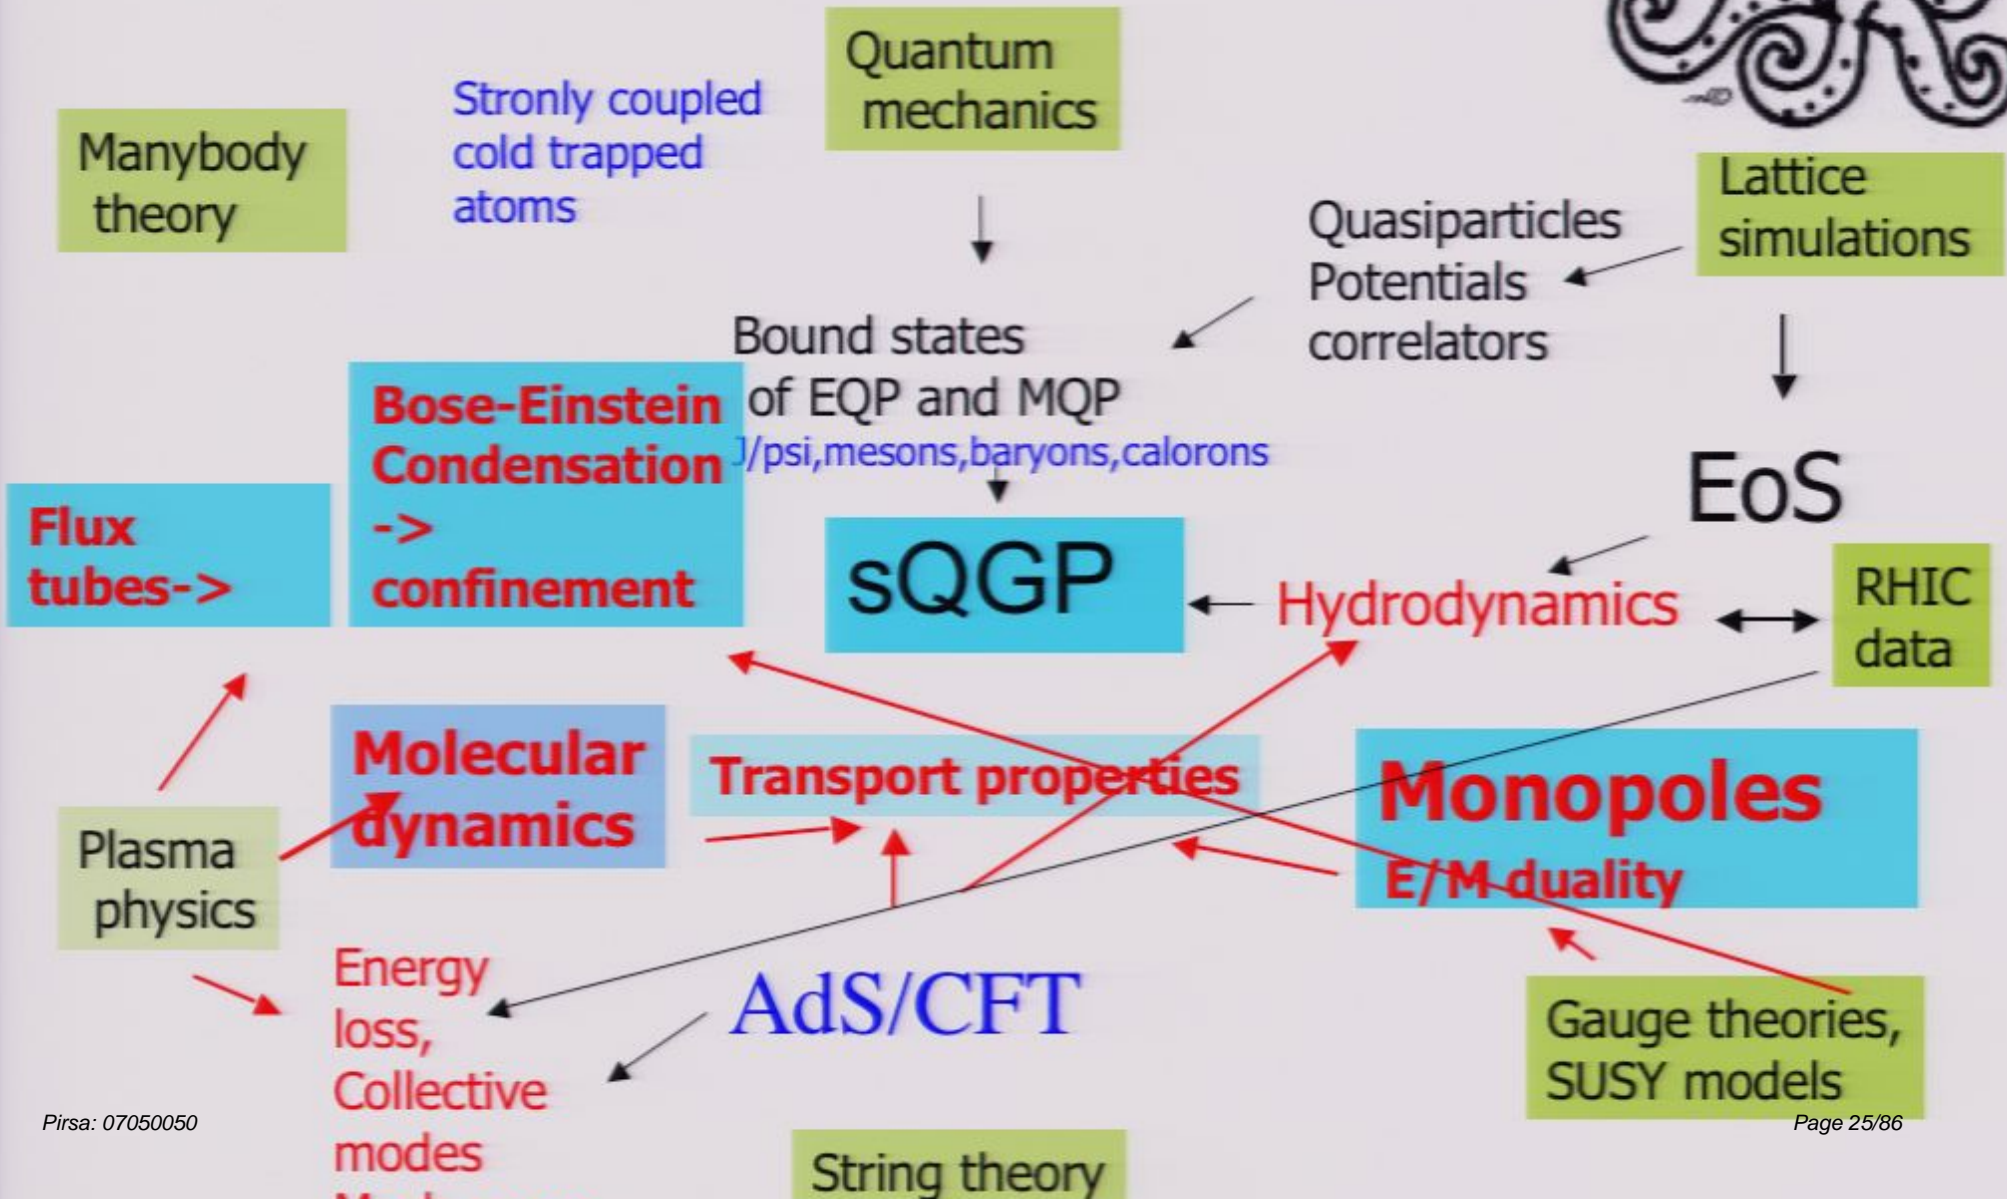 Quantum
mechanics
Stronly coupled
cold trapped
atoms
Manybody
theory
Lattice
simulations
Quasiparticles
Potentials
correlators
Bound states
of EQP and MQP
J/psi,mesons,baryons,calorons
Bose-Einstein
Condensation
->
confinement
Flux
tubes->
sQGP
EoS
Hydrodynamics
RHIC
data
Molecular
dynamics
Transport properties
Monopoles
E/M duality
Plasma
physics
Energy
loss,
Collective
modes
AdS/CFT
Gauge theories,
SUSY models
String theory
Pirsa: 07050050
Page 25/86